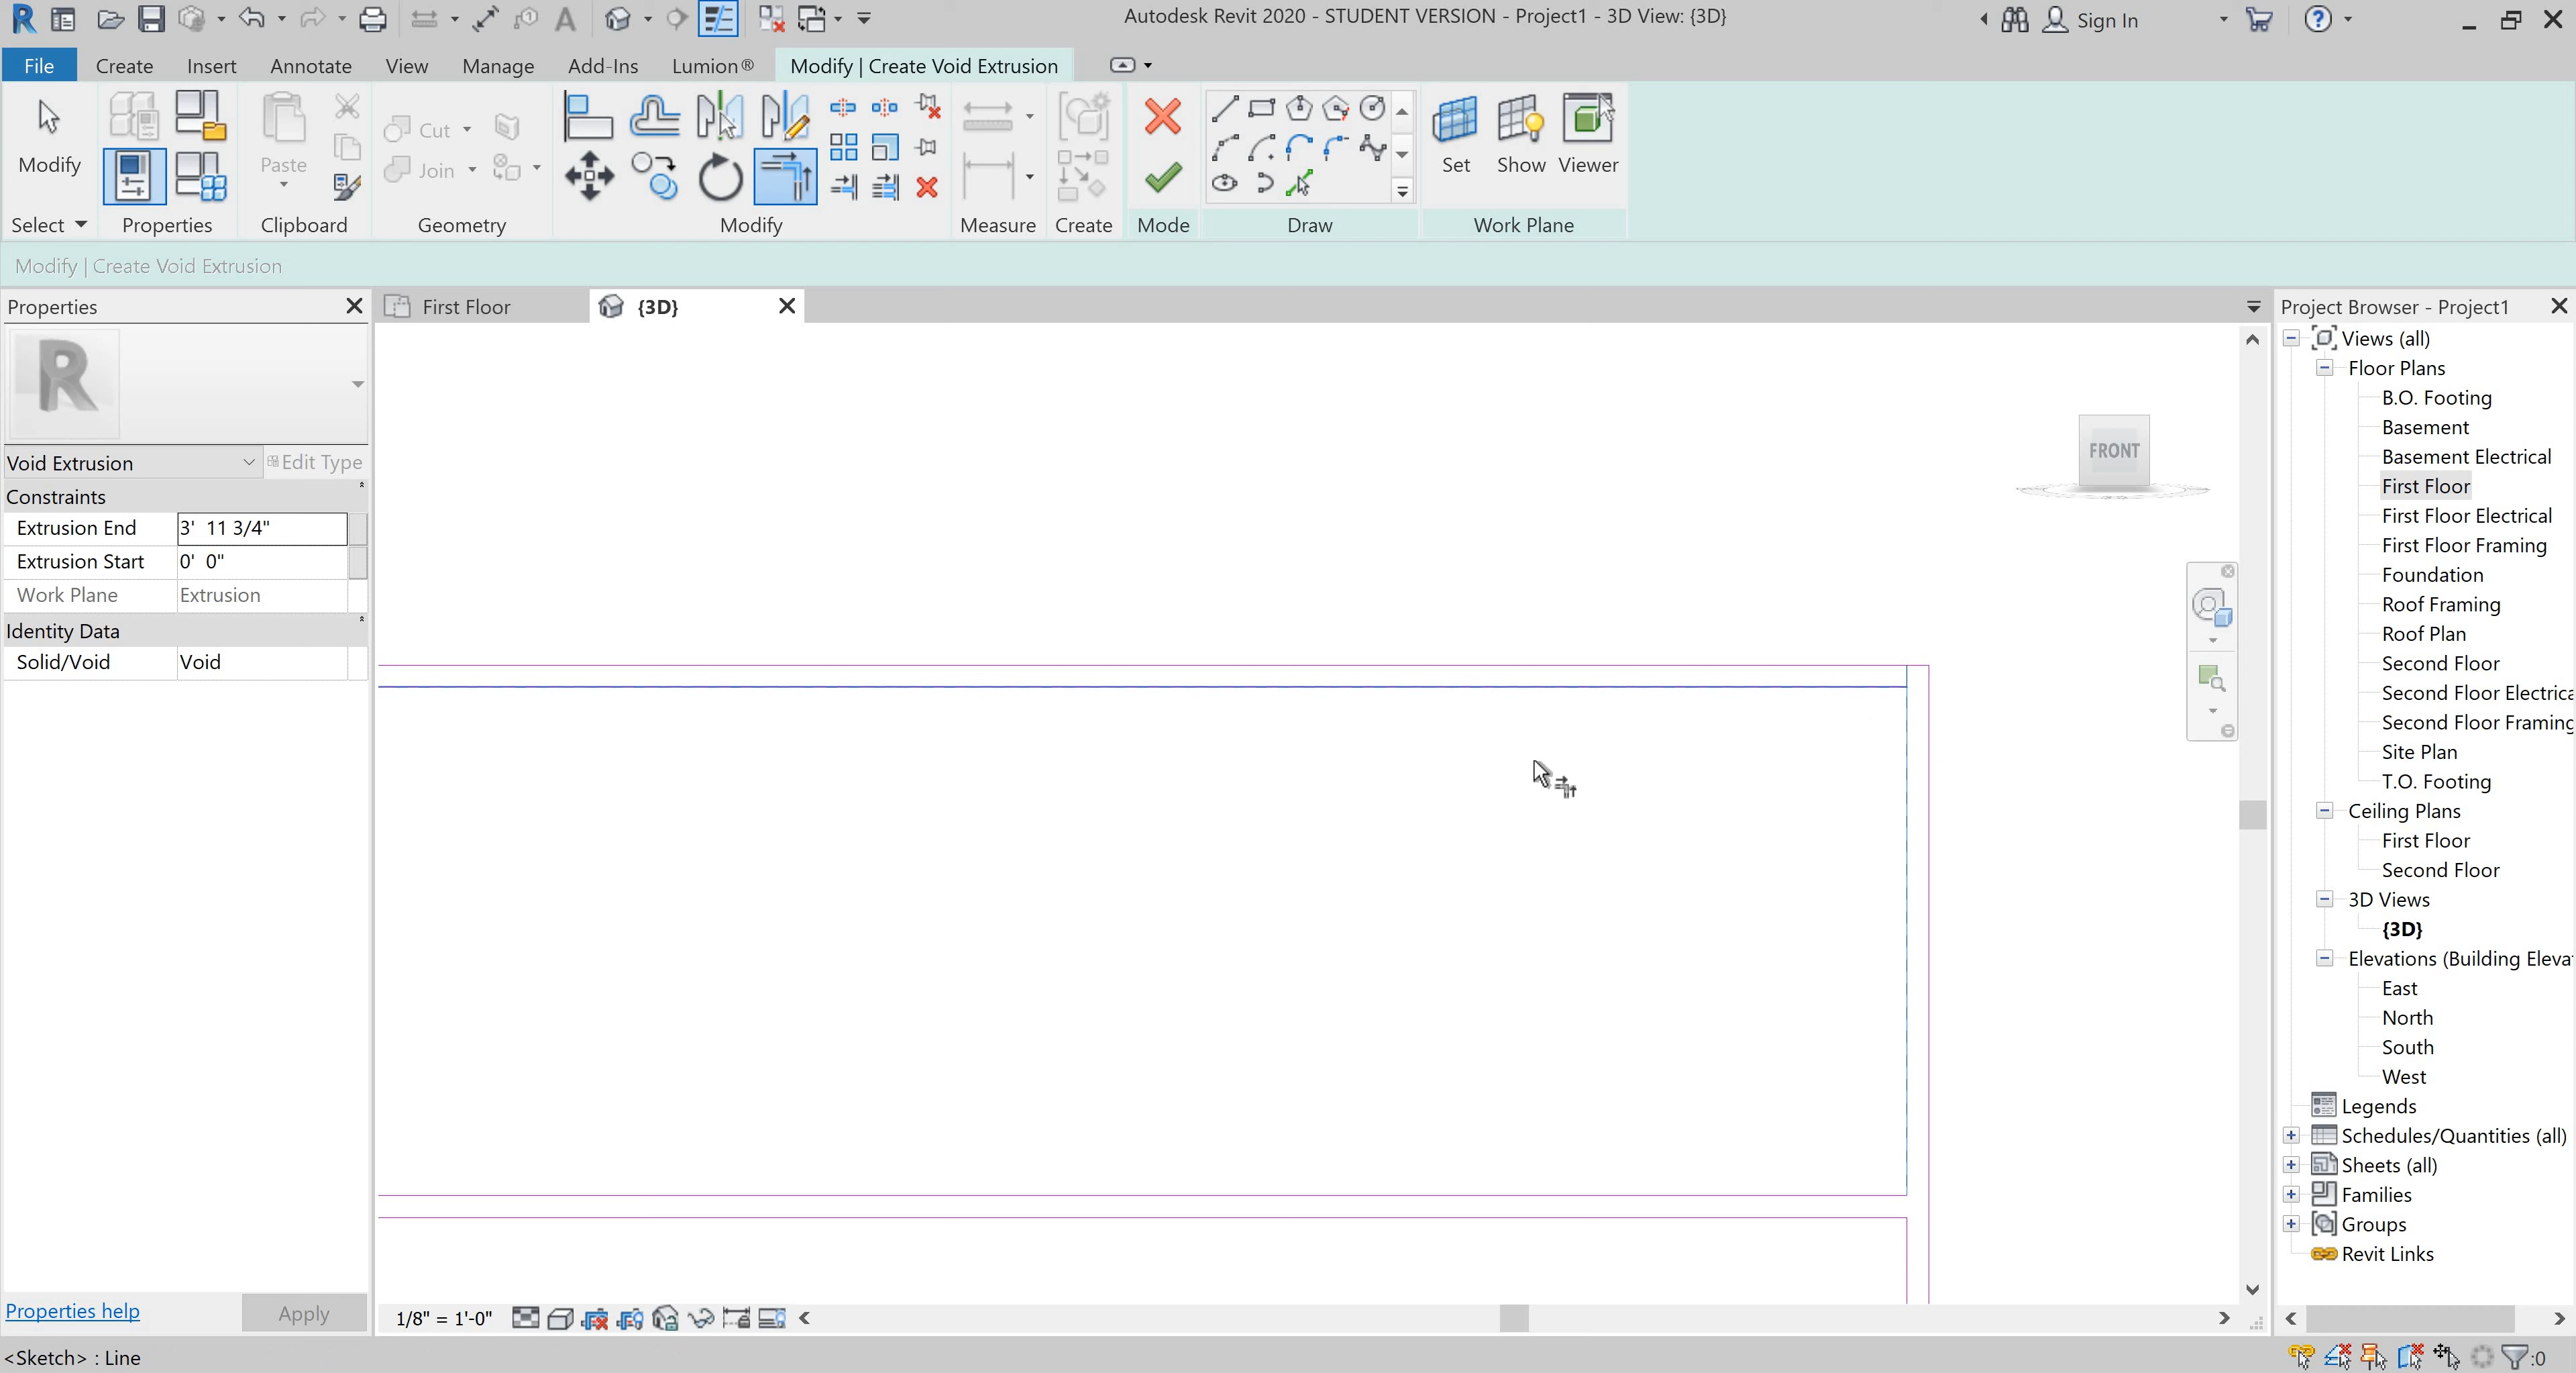 Autodesk Revit 2020 - STUDENT VERSION - Project1 - 3D View: {3D}
Sign In
File Create Insert Annotate View Manage Add-Ins Lumion® Modify | Create Void Extrusion
Modify
Paste
Cut
Join
Set Show Viewer
Select Properties Clipboard Geometry Modify Measure Create Mode Draw Work Plane
Modify | Create Void Extrusion
Properties
Void Extrusion Edit Type
Constraints
Extrusion End 3' 11 3/4"
Extrusion Start 0' 0"
Work Plane Extrusion
Identity Data
Solid/Void Void
Properties help Apply
First Floor
{3D}
FRONT
1/8" = 1'-0"
Project Browser - Project1
Views (all)
Floor Plans
B.O. Footing
Basement
Basement Electrical
First Floor
First Floor Electrical
First Floor Framing
Foundation
Roof Framing
Roof Plan
Second Floor
Second Floor Electrica
Second Floor Framing
Site Plan
T.O. Footing
Ceiling Plans
First Floor
Second Floor
3D Views
{3D}
Elevations (Building Eleva
East
North
South
West
Legends
Schedules/Quantities (all)
Sheets (all)
Families
Groups
Revit Links
<Sketch> : Line
:0